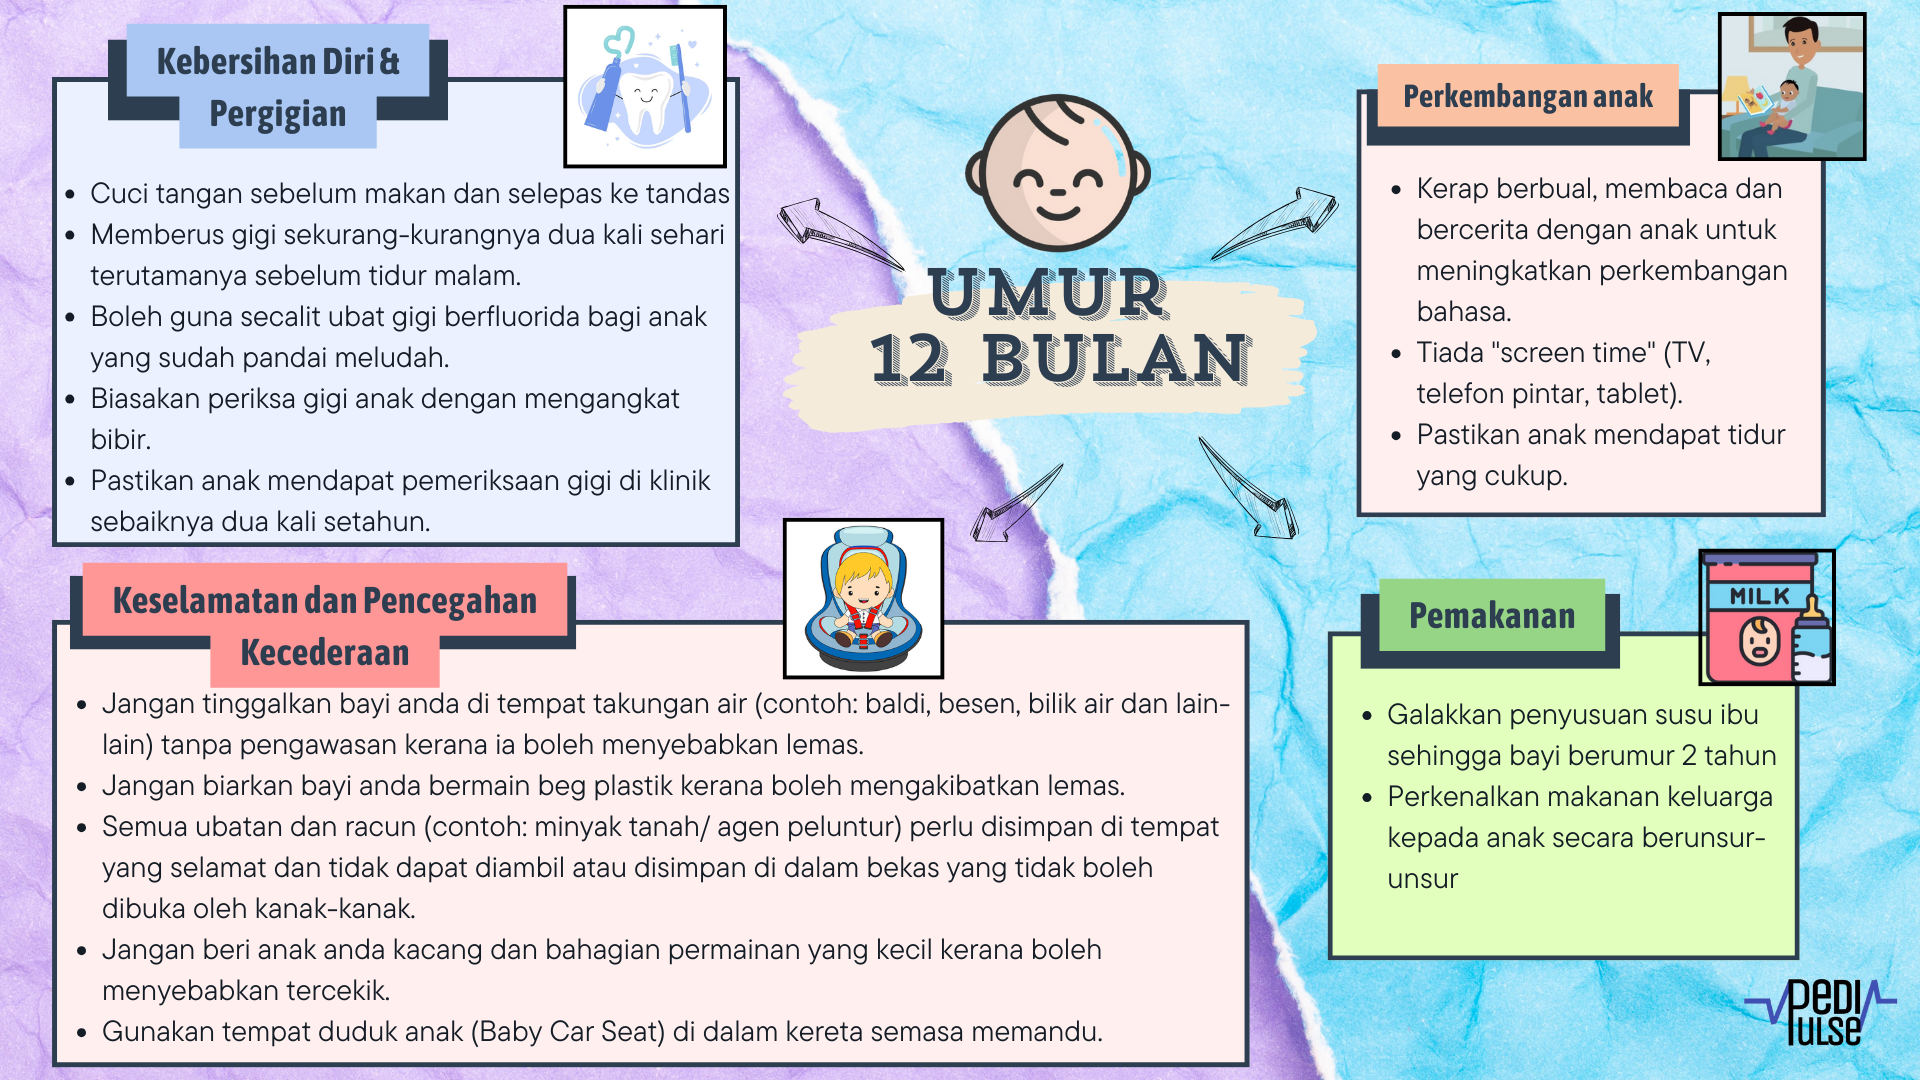 Kebersihan Diri &
Pergigian
Cuci tangan sebelum makan dan selepas ke tandas
Memberus gigi sekurang-kurangnya dua kali sehari
terutamanya sebelum tidur malam.
Boleh guna secalit ubat gigi berfluorida bagi anak
yang sudah pandai meludah.
Biasakan periksa gigi anak dengan mengangkat
bibir.
Pastikan anak mendapat pemeriksaan gigi di klinik
sebaiknya dua kali setahun.
UMUR
12 BULAN
Perkembangan anak
Kerap berbual, membaca dan
bercerita dengan anak untuk
meningkatkan perkembangan
bahasa.
Tiada "screen time" (TV,
telefon pintar, tablet).
Pastikan anak mendapat tidur
yang cukup.
Keselamatan dan Pencegahan
Kecederaan
Jangan tinggalkan bayi anda di tempat takungan air (contoh: baldi, besen, bilik air dan lain-
lain) tanpa pengawasan kerana ia boleh menyebabkan lemas.
Jangan biarkan bayi anda bermain beg plastik kerana boleh mengakibatkan lemas.
Semua ubatan dan racun (contoh: minyak tanah/ agen peluntur) perlu disimpan di tempat
yang selamat dan tidak dapat diambil atau disimpan di dalam bekas yang tidak boleh
dibuka oleh kanak-kanak.
Jangan beri anak anda kacang dan bahagian permainan yang kecil kerana boleh
menyebabkan tercekik.
Gunakan tempat duduk anak (Baby Car Seat) di dalam kereta semasa memandu.
Pemakanan
MILK
Galakkan penyusuan susu ibu
sehingga bayi berumur 2 tahun
Perkenalkan makanan keluarga
kepada anak secara berunsur-
unsur
PEDI
PULSE